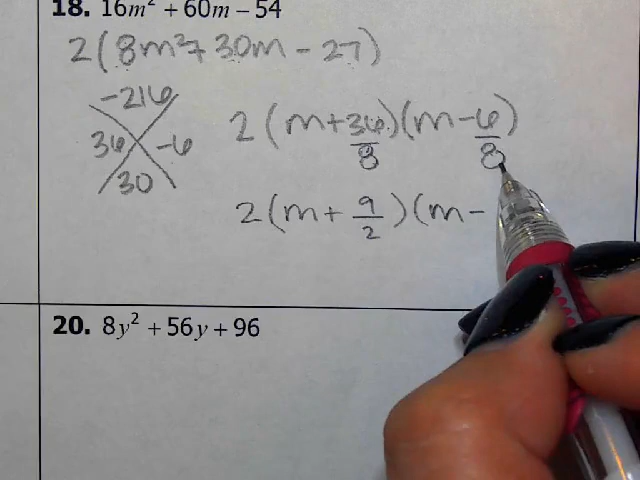 18. 16m² + 60m – 54
2(8m²+30m – 27)
-216
36 -6
30
2(m+36/8)(m-6/8)
2(m+9/2)(m-
20. 8y² + 56y + 96